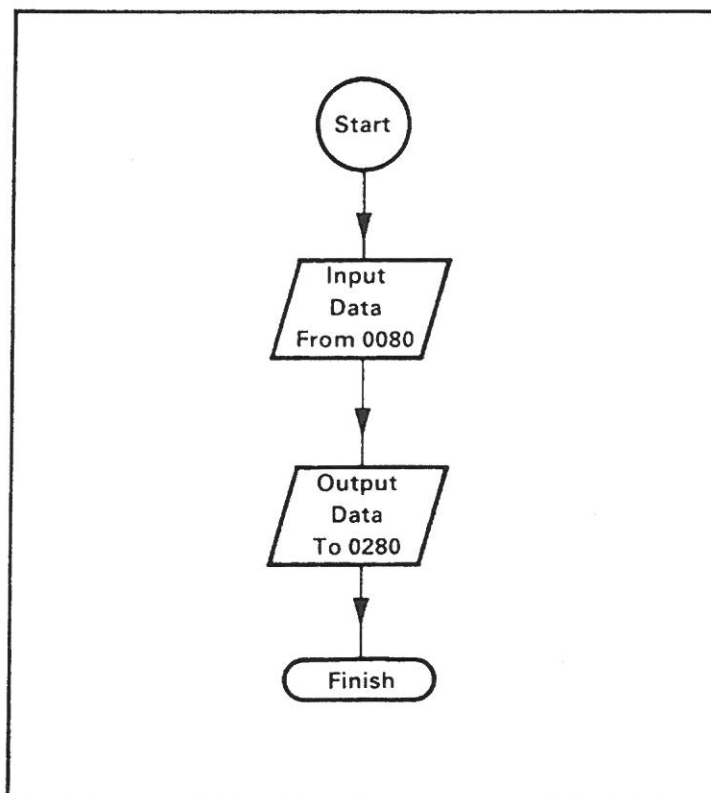 Start
Input
Data
From 0080
Output
Data
To 0280
Finish